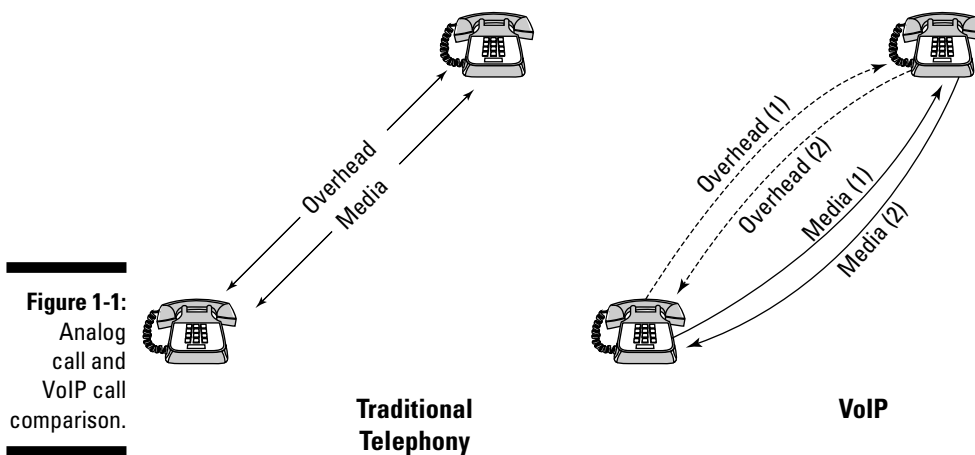 Overhead
Media
Overhead (1)
Overhead (2)
Media (1)
Media (2)
Figure 1-1:
Analog
call and
VoIP call
comparison.
Traditional
Telephony
VoIP